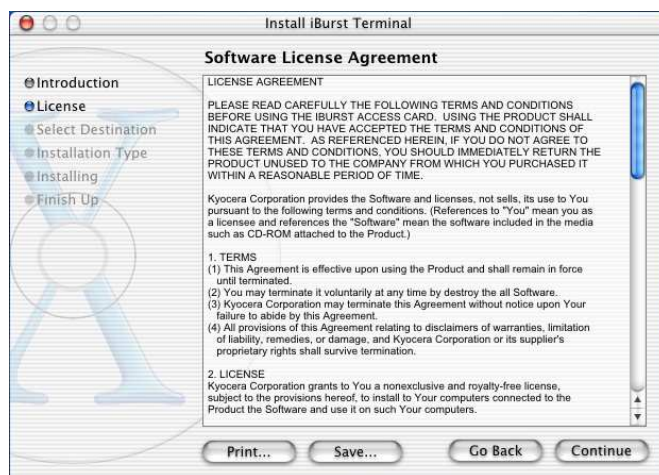 Install iBurst Terminal
Software License Agreement
Introduction
License
Select Destination
Installation Type
Installing
Finish Up
LICENSE AGREEMENT
PLEASE READ CAREFULLY THE FOLLOWING TERMS AND CONDITIONS
BEFORE USING THE IBURST ACCESS CARD. USING THE PRODUCT SHALL
INDICATE THAT YOU HAVE ACCEPTED THE TERMS AND CONDITIONS OF
THIS AGREEMENT. AS REFERENCED HEREIN, IF YOU DO NOT AGREE TO
THESE TERMS AND CONDITIONS, YOU SHOULD IMMEDIATELY RETURN THE
PRODUCT UNUSED TO THE COMPANY FROM WHICH YOU PURCHASED IT
WITHIN A REASONABLE PERIOD OF TIME.
Kyocera Corporation provides the Software and licenses, not sells, its use to You
pursuant to the following terms and conditions. (References to "You" mean you as
a licensee and references the "Software" mean the software included in the media
such as CD-ROM attached to the Product.)
1. TERMS
(1) This Agreement is effective upon using the Product and shall remain in force
until terminated.
(2) You may terminate it voluntarily at any time by destroy the all Software.
(3) Kyocera Corporation may terminate this Agreement without notice upon Your
failure to abide by this Agreement.
(4) All provisions of this Agreement relating to disclaimers of warranties, limitation
of liability, remedies, or damage, and Kyocera Corporation or its supplier's
proprietary rights shall survive termination.
2. LICENSE
Kyocera Corporation grants to You a nonexclusive and royalty-free license,
subject to the provisions hereof, to install to Your computers connected to the
Product the Software and use it on such Your computers.
Print...
Save...
Go Back
Continue